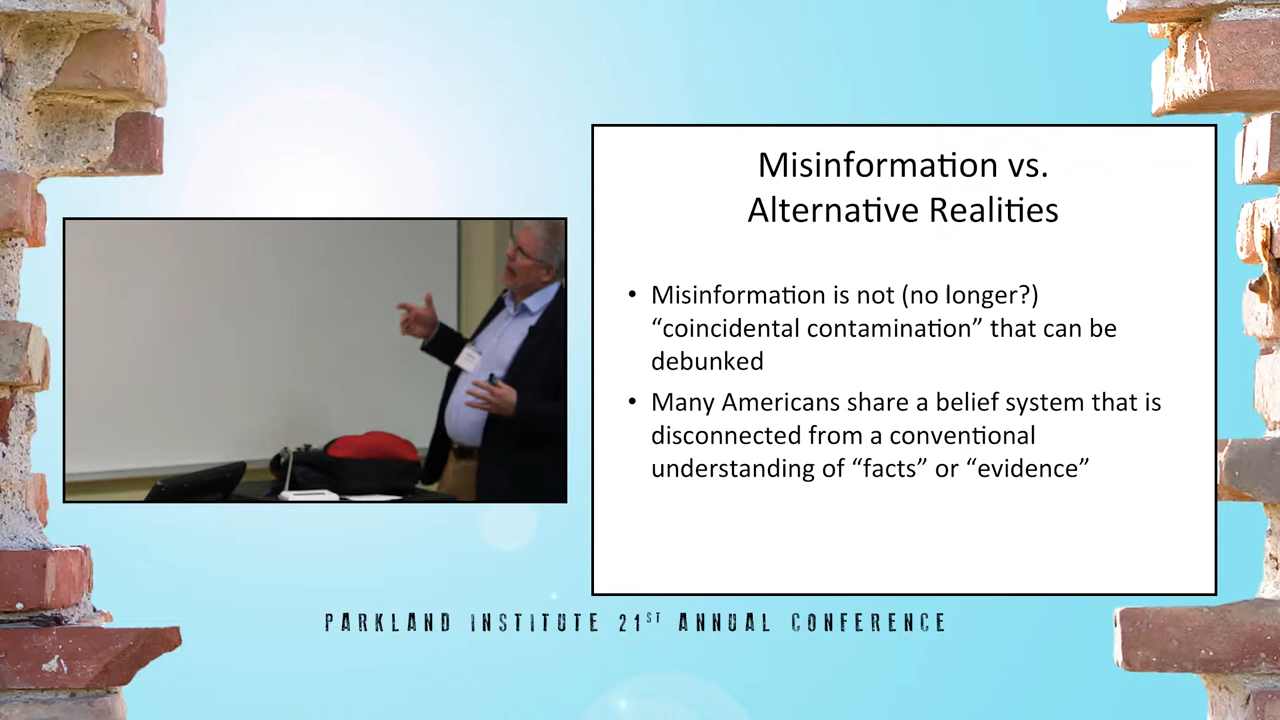 Misinformation vs.
Alternative Realities
• Misinformation is not (no longer?)
“coincidental contamination” that can be
debunked
• Many Americans share a belief system that is
disconnected from a conventional
understanding of “facts” or “evidence”
PARKLAND INSTITUTE 21ST ANNUAL CONFERENCE